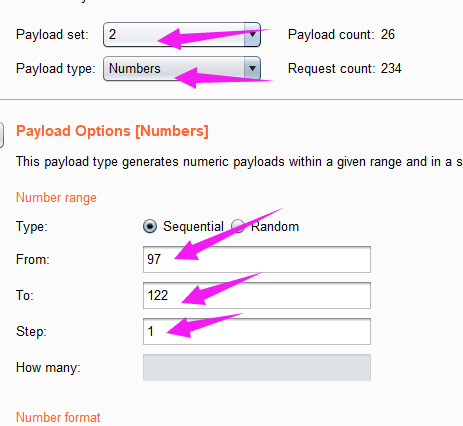 Payload set: 2 Payload count: 26
Payload type: Numbers Request count: 234
Payload Options [Numbers]
This payload type generates numeric payloads within a given range and in a s
Number range
Type: Sequential Random
From: 97
To: 122
Step: 1
How many:
Number format